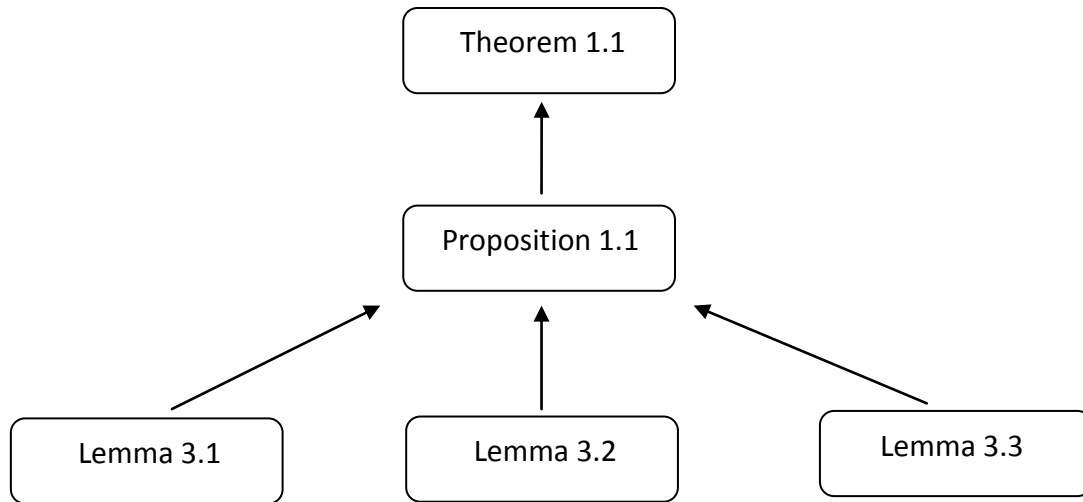 Theorem 1.1
Proposition 1.1
Lemma 3.1
Lemma 3.2
Lemma 3.3